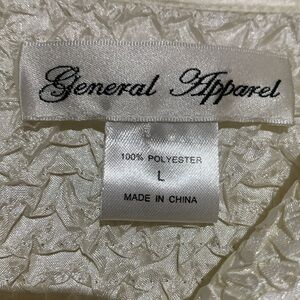 General Apparel
100% POLYESTER
L
MADE IN CHINA